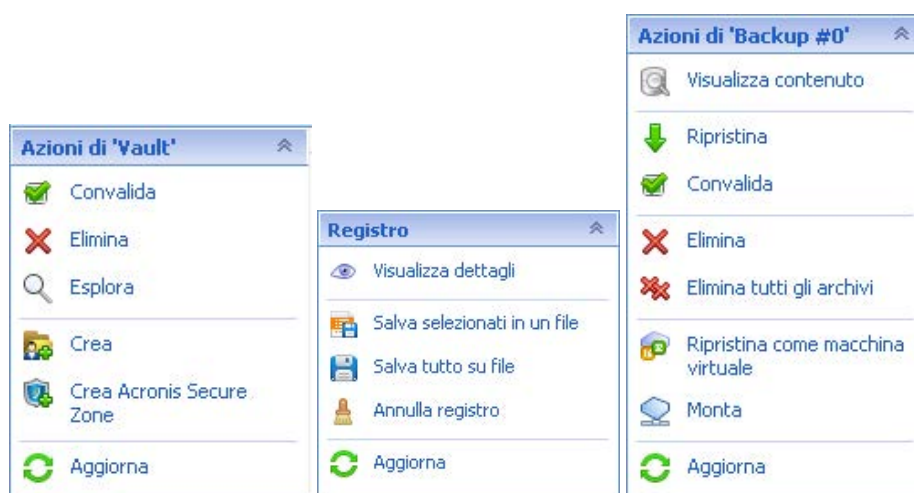 Azioni di 'Vault'
Convalida
Elimina
Esplora
Crea
Crea Acronis Secure
Zone
Aggiorna
Registro
Visualizza dettagli
Salva selezionati in un file
Salva tutto su file
Annulla registro
Aggiorna
Azioni di 'Backup #0'
Visualizza contenuto
Ripristina
Convalida
Elimina
Elimina tutti gli archivi
Ripristina come macchina
virtuale
Monta
Aggiorna